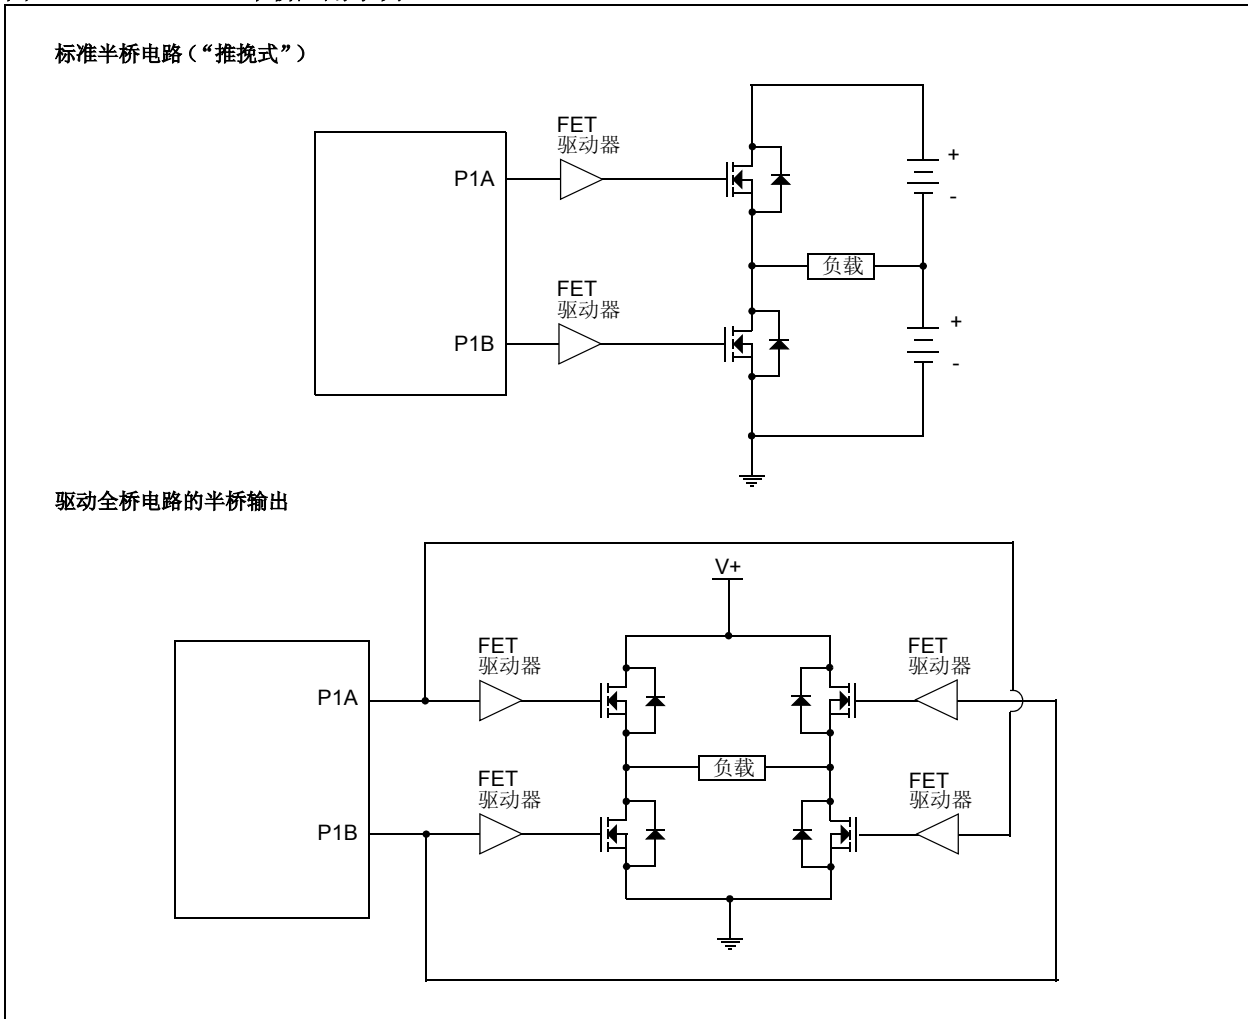 标准半桥电路（“推挽式”）
FET
驱动器
P1A
+
-
负载
FET
驱动器
P1B
+
-
驱动全桥电路的半桥输出
V+
FET
驱动器
FET
驱动器
P1A
负载
FET
驱动器
FET
驱动器
P1B